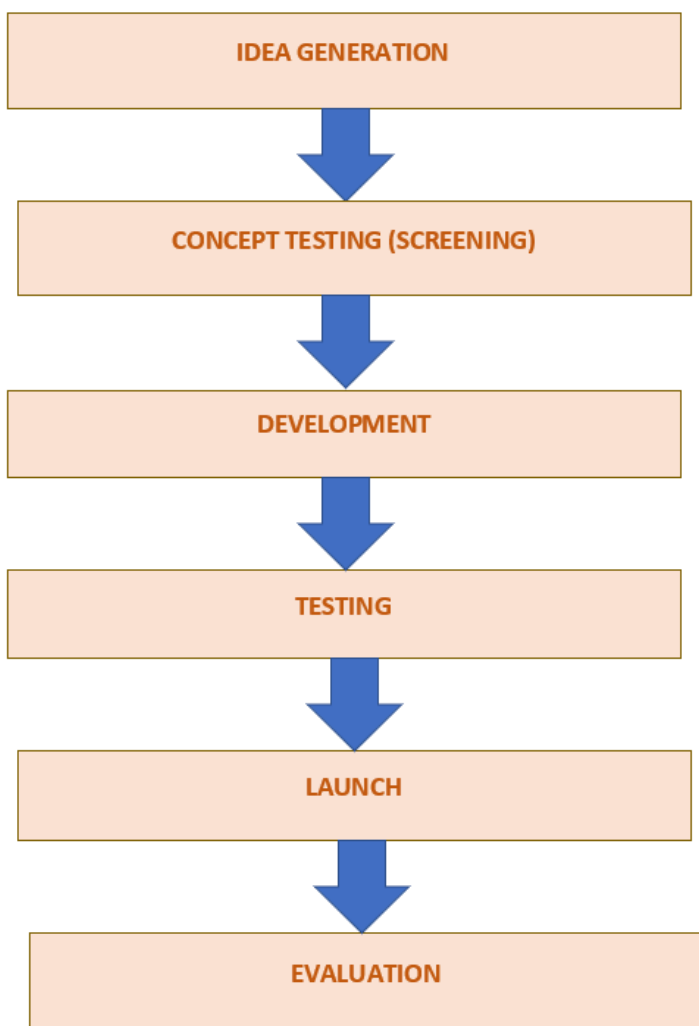 IDEA GENERATION
CONCEPT TESTING (SCREENING)
DEVELOPMENT
TESTING
LAUNCH
EVALUATION